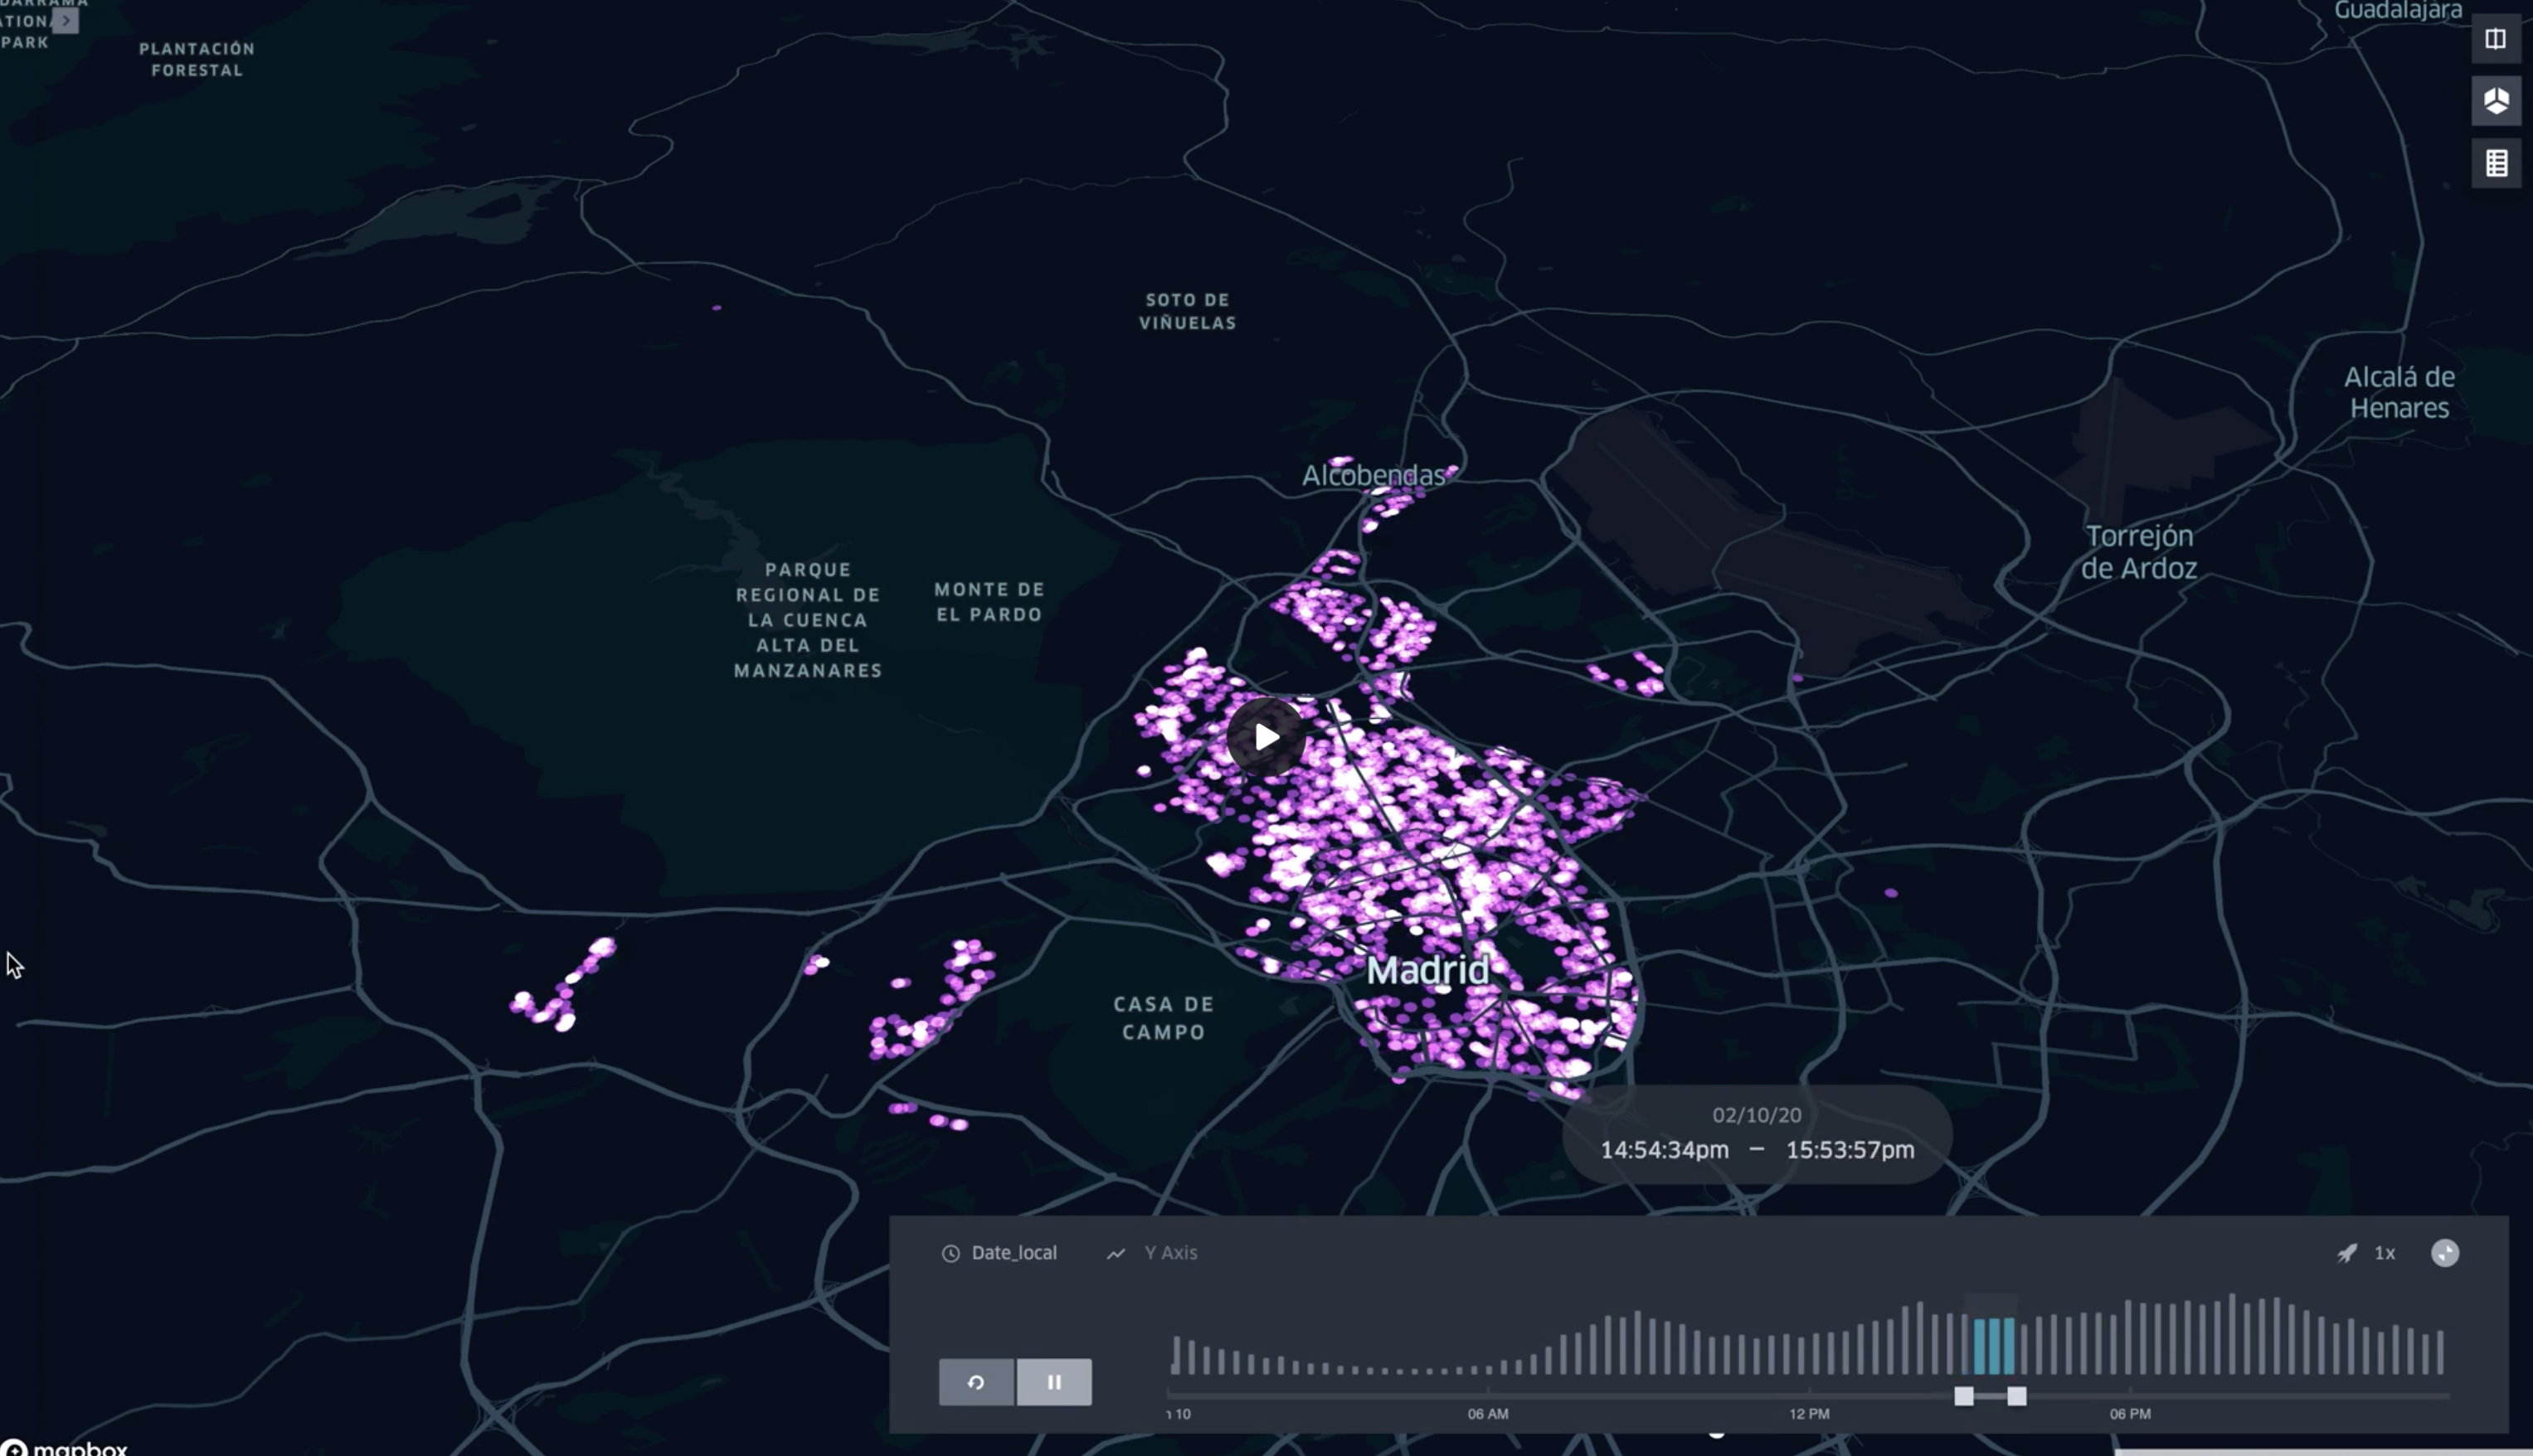 PARK
PLANTACIÓN
FORESTAL
Guadalajara
SOTO DE
VIÑUELAS
Alcalá de
Henares
Alcobendas
Torrejón
de Ardoz
PARQUE
REGIONAL DE
LA CUENCA
ALTA DEL
MANZANARES
MONTE DE
EL PARDO
Madrid
CASA DE
CAMPO
02/10/20
14:54:34pm – 15:53:57pm
Date_local
Y Axis
1x
10
06 AM
12 PM
06 PM
mapbox